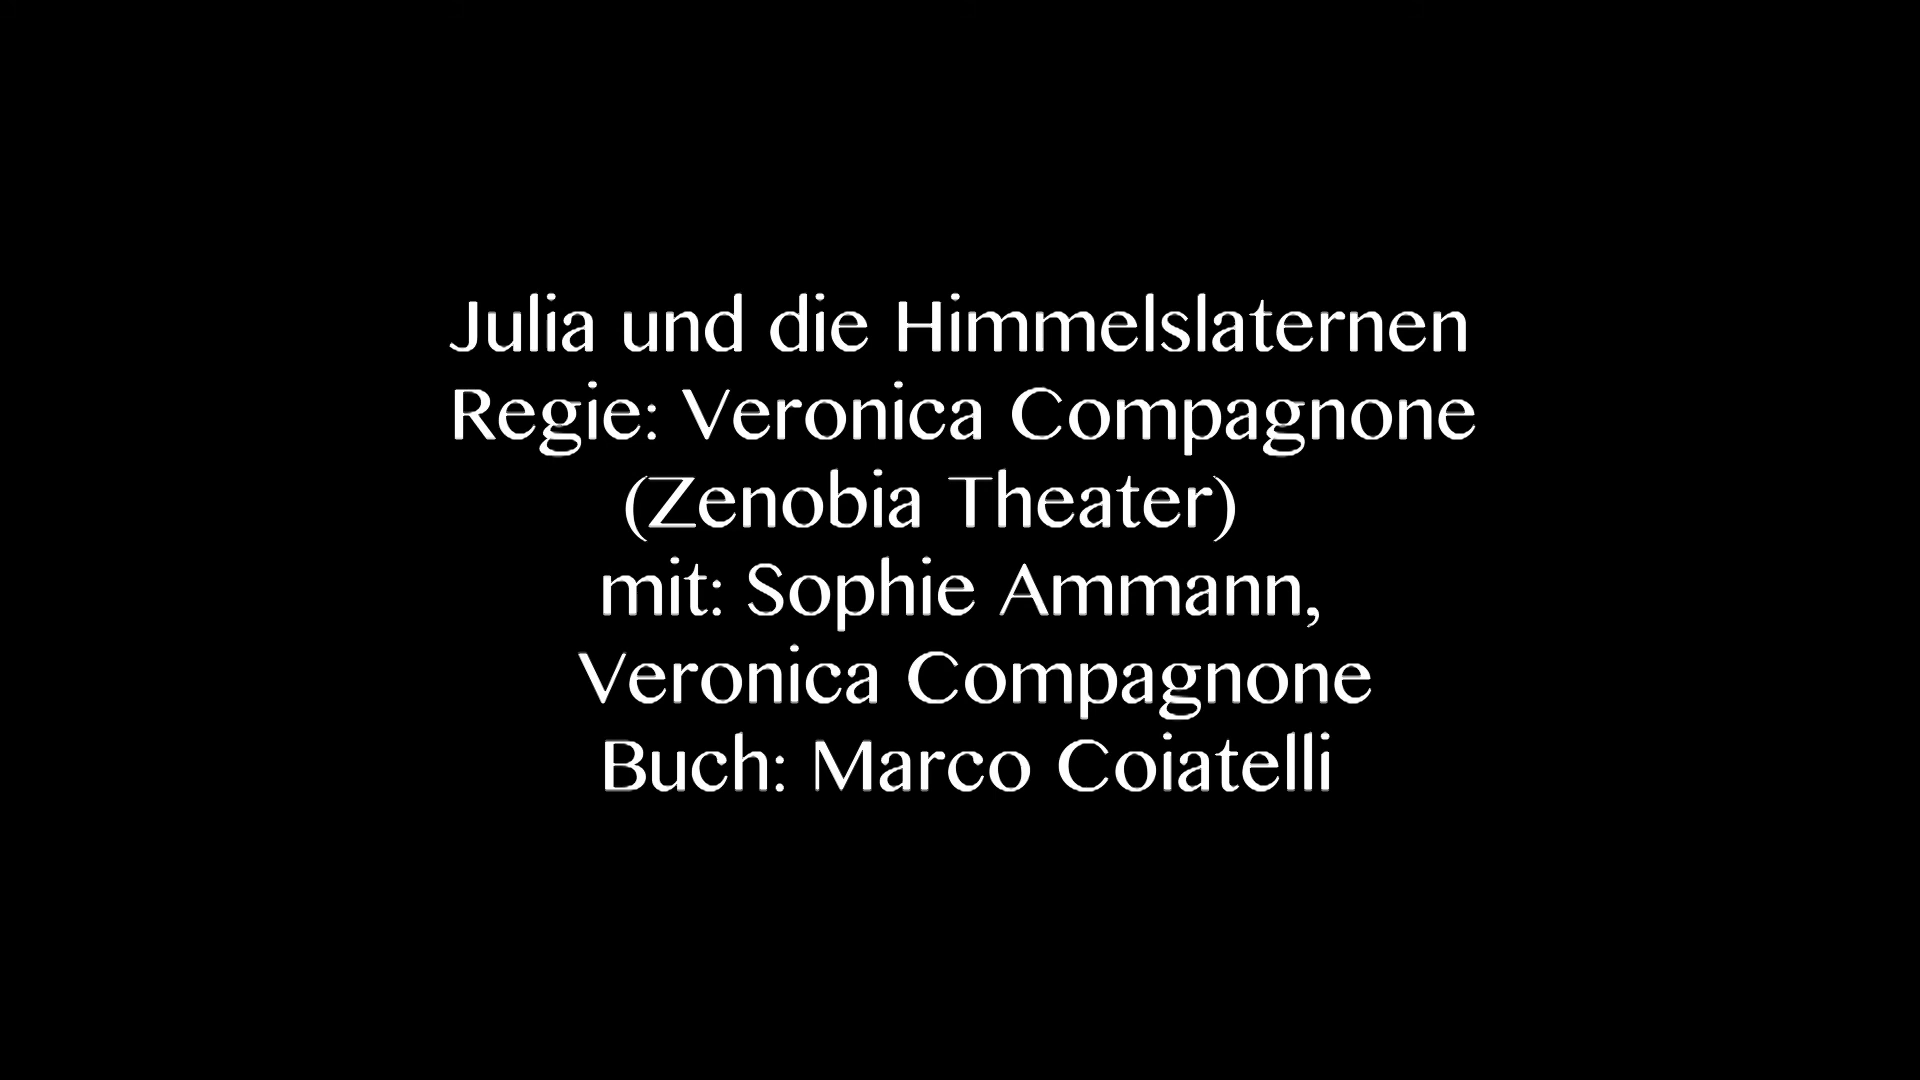 Julia und die Himmelslaternen
Regie: Veronica Compagnone
(Zenobia Theater)
mit: Sophie Ammann,
Veronica Compagnone
Buch: Marco Coiatelli